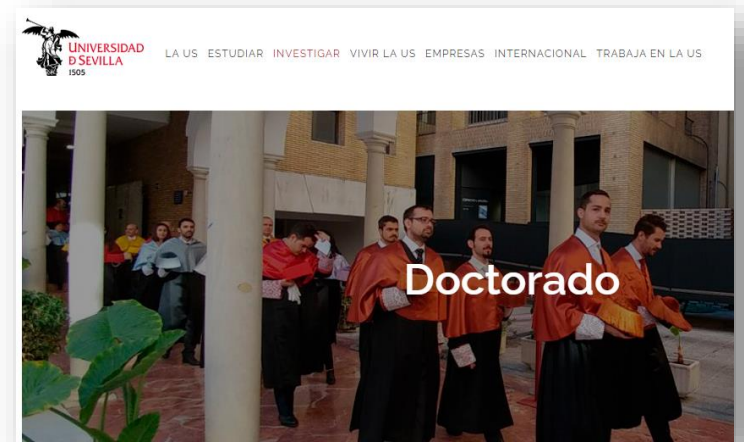 UNIVERSIDAD
D SEVILLA
1505
LA US ESTUDIAR INVESTIGAR VIVIR LA US EMPRESAS INTERNACIONAL TRABAJA EN LA US
Doctorado